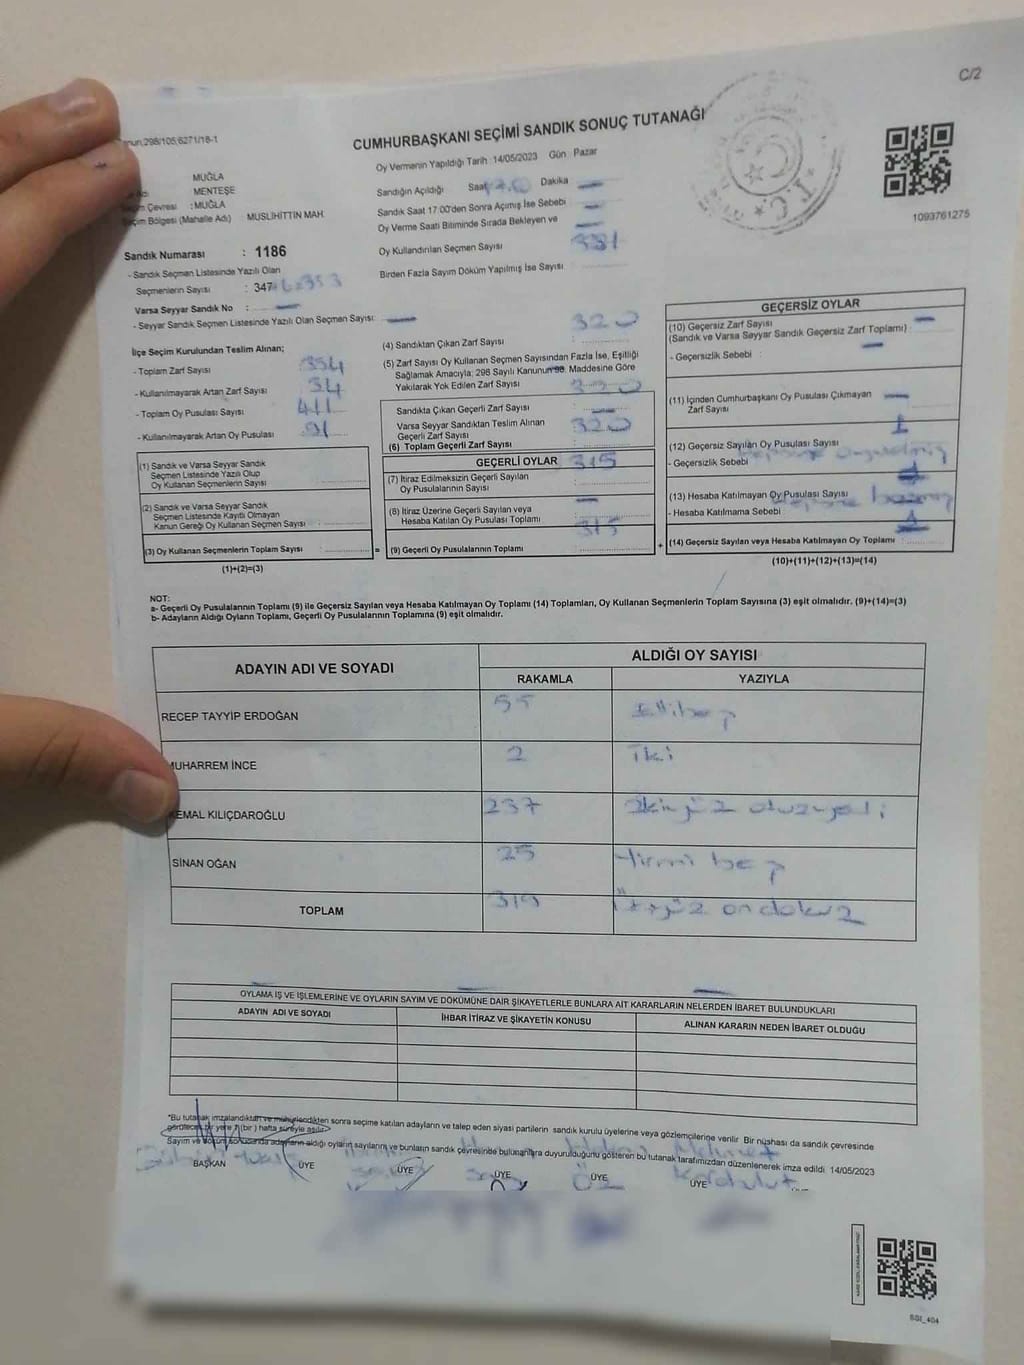 C/2
298/105;6271/18-1
CUMHURBAŞKANI SEÇİMİ SANDIK SONUÇ TUTANAĞI
Oy Vermenin Yapıldığı Tarih : 14/05/2023 Gün : Pazar
MUĞLA
MENTEŞE
Seçim Çevresi : MUĞLA
Seçim Bölgesi (Mahalle Adı) MUSLİHİTTİN MAH.
Sandığın Açıldığı Saat Dakika
Sandık Saat 17:00'den Sonra Açımış İse Sebebi
Oy Verme Saati Bitiminde Sırada Bekleyen ve
Oy Kullandırılan Seçmen Sayısı
Birden Fazla Sayım Döküm Yapılmış İse Sayısı :
1093761275
Sandık Numarası : 1186
- Sandık Seçmen Listesinde Yazılı Olan
Seçmenlerin Sayısı : 347+6=353
Varsa Seyyar Sandık No :
- Seyyar Sandık Seçmen Listesinde Yazılı Olan Seçmen Sayısı:
İlçe Seçim Kurulundan Teslim Alınan;
- Toplam Zarf Sayısı : 354
- Kullanılmayarak Artan Zarf Sayısı : 34
- Toplam Oy Pusulası Sayısı : 411
- Kullanılmayarak Artan Oy Pusulası : 91
(1) Sandık ve Varsa Seyyar Sandık
Seçmen Listesinde Yazılı Olup
Oy Kullanan Seçmenlerin Sayısı :
(2) Sandık ve Varsa Seyyar Sandık
Seçmen Listesinde Kayıtlı Olmayan
Kanun Gereği Oy Kullanan Seçmen Sayısı :
(3) Oy Kullanan Seçmenlerin Toplam Sayısı :
(1)+(2)=(3)
320
(4) Sandıktan Çıkan Zarf Sayısı :
(5) Zarf Sayısı Oy Kullanan Seçmen Sayısından Fazla İse, Eşitliği
Sağlamak Amacıyla; 298 Sayılı Kanunun 98. Maddesine Göre
Yakılarak Yok Edilen Zarf Sayısı :
320
Sandıkta Çıkan Geçerli Zarf Sayısı :
Varsa Seyyar Sandıktan Teslim Alınan
Geçerli Zarf Sayısı : 320
(6) Toplam Geçerli Zarf Sayısı :
GEÇERLİ OYLAR 315
(7) İtiraz Edilmeksizin Geçerli Sayılan
Oy Pusulalarının Sayısı :
(8) İtiraz Üzerine Geçerli Sayılan veya
Hesaba Katılan Oy Pusulası Toplamı :
315
= (9) Geçerli Oy Pusulalarının Toplamı :
GEÇERSİZ OYLAR
(10) Geçersiz Zarf Sayısı
(Sandık ve Varsa Seyyar Sandık Geçersiz Zarf Toplamı) :
- Geçersizlik Sebebi :
(11) İçinden Cumhurbaşkanı Oy Pusulası Çıkmayan
Zarf Sayısı :
(12) Geçersiz Sayılan Oy Pusulası Sayısı :
- Geçersizlik Sebebi
(13) Hesaba Katılmayan Oy Pusulası Sayısı :
- Hesaba Katılmama Sebebi :
+ (14) Geçersiz Sayılan veya Hesaba Katılmayan Oy Toplamı :
(10)+(11)+(12)+(13)=(14)
NOT:
a- Geçerli Oy Pusulalarının Toplamı (9) ile Geçersiz Sayılan veya Hesaba Katılmayan Oy Toplamı (14) Toplamları, Oy Kullanan Seçmenlerin Toplam Sayısına (3) eşit olmalıdır. (9)+(14)=(3)
b- Adayların Aldığı Oyların Toplamı, Geçerli Oy Pusulalarının Toplamına (9) eşit olmalıdır.
ADAYIN ADI VE SOYADI
ALDIĞI OY SAYISI
RAKAMLA YAZIYLA
RECEP TAYYİP ERDOĞAN 55 Ellibeş
MUHARREM İNCE 2 İki
KEMAL KILIÇDAROĞLU 237 İkiyüz otuzyedi
SİNAN OĞAN 25 Yirmi beş
TOPLAM 319 Üçyüz ondokuz
OYLAMA İŞ VE İŞLEMLERİNE VE OYLARIN SAYIM VE DÖKÜMÜNE DAİR ŞİKAYETLERLE BUNLARA AİT KARARLARIN NELERDEN İBARET BULUNDUKLARI
ADAYIN ADI VE SOYADI İHBAR İTİRAZ VE ŞİKAYETİN KONUSU ALINAN KARARIN NEDEN İBARET OLDUĞU
"Bu tutanak imzalandıktan ve mühürlendikten sonra seçime katılan adayların ve talep eden siyasi partilerin sandık kurulu üyelerine veya gözlemcilerine verilir. Bir nüshası da sandık çevresinde
görülecek bir yere 1 (bir) hafta süreyle asılır.
Sayım ve döküm sonucunda adayların aldığı oyların sayılarını ve bunların sandık çevresinde bulunanlara duyurulduğunu gösteren bu tutanak tarafımızdan düzenlenerek imza edildi. 14/05/2023
BAŞKAN ÜYE ÜYE ÜYE ÜYE ÜYE
SGI_404